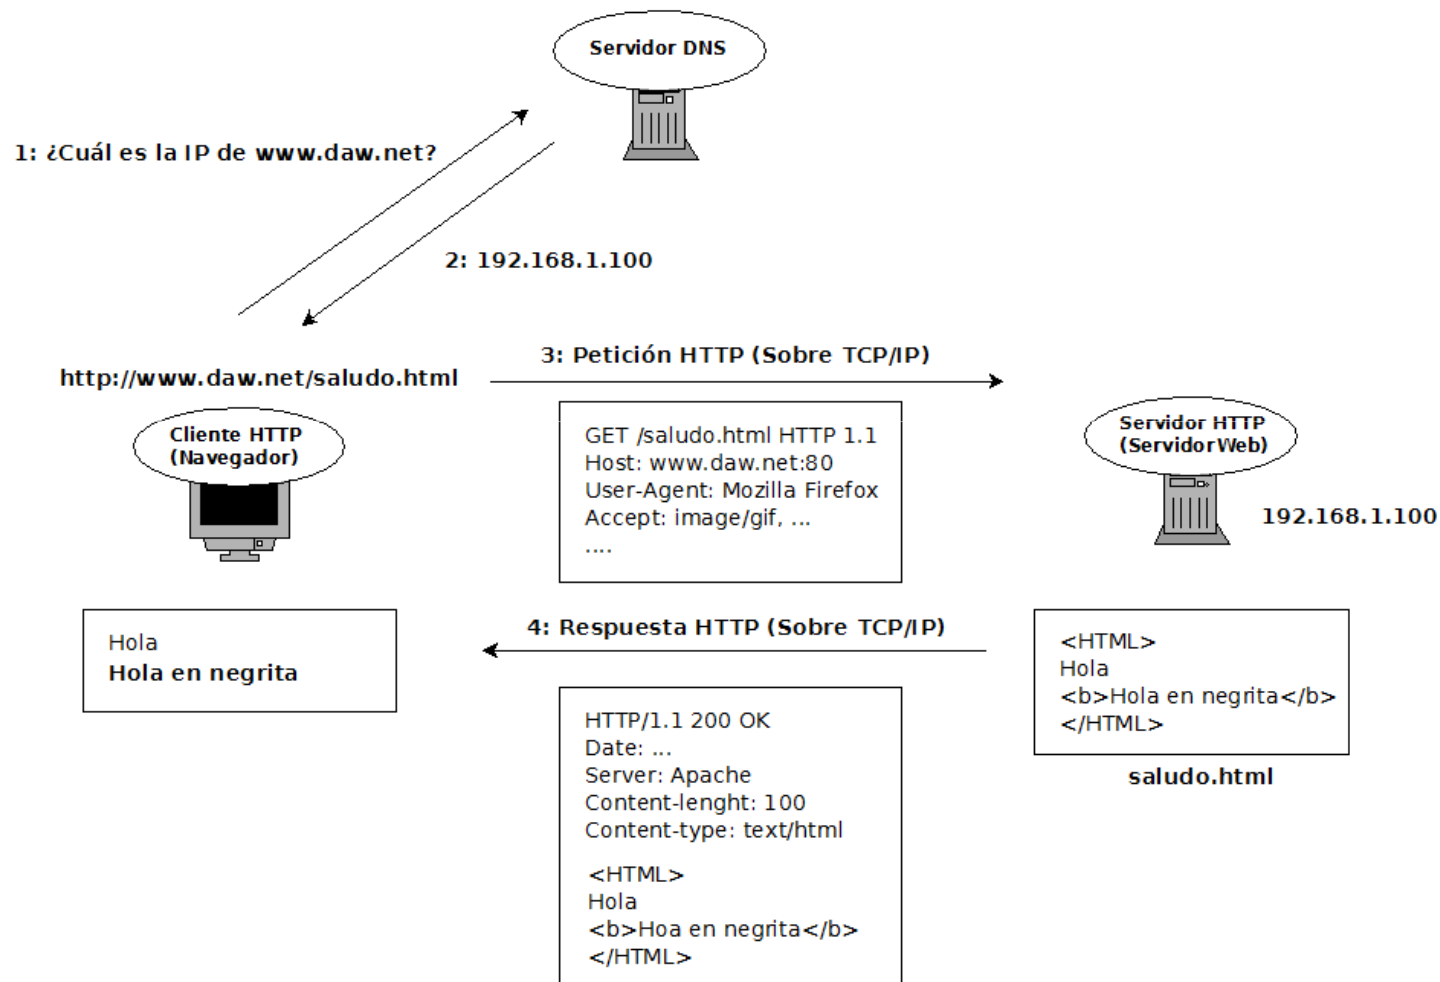 Servidor DNS
1: ¿Cuál es la IP de www.daw.net?
2: 192.168.1.100
http://www.daw.net/saludo.html
3: Petición HTTP (Sobre TCP/IP)
Cliente HTTP
(Navegador)
GET /saludo.html HTTP 1.1
Host: www.daw.net:80
User-Agent: Mozilla Firefox
Accept: image/gif, ...
....
Servidor HTTP
(Servidor Web)
192.168.1.100
Hola
Hola en negrita
4: Respuesta HTTP (Sobre TCP/IP)
HTTP/1.1 200 OK
Date: ...
Server: Apache
Content-lenght: 100
Content-type: text/html
<HTML>
Hola
<b>Hoa en negrita</b>
</HTML>
<HTML>
Hola
<b>Hola en negrita</b>
</HTML>
saludo.html